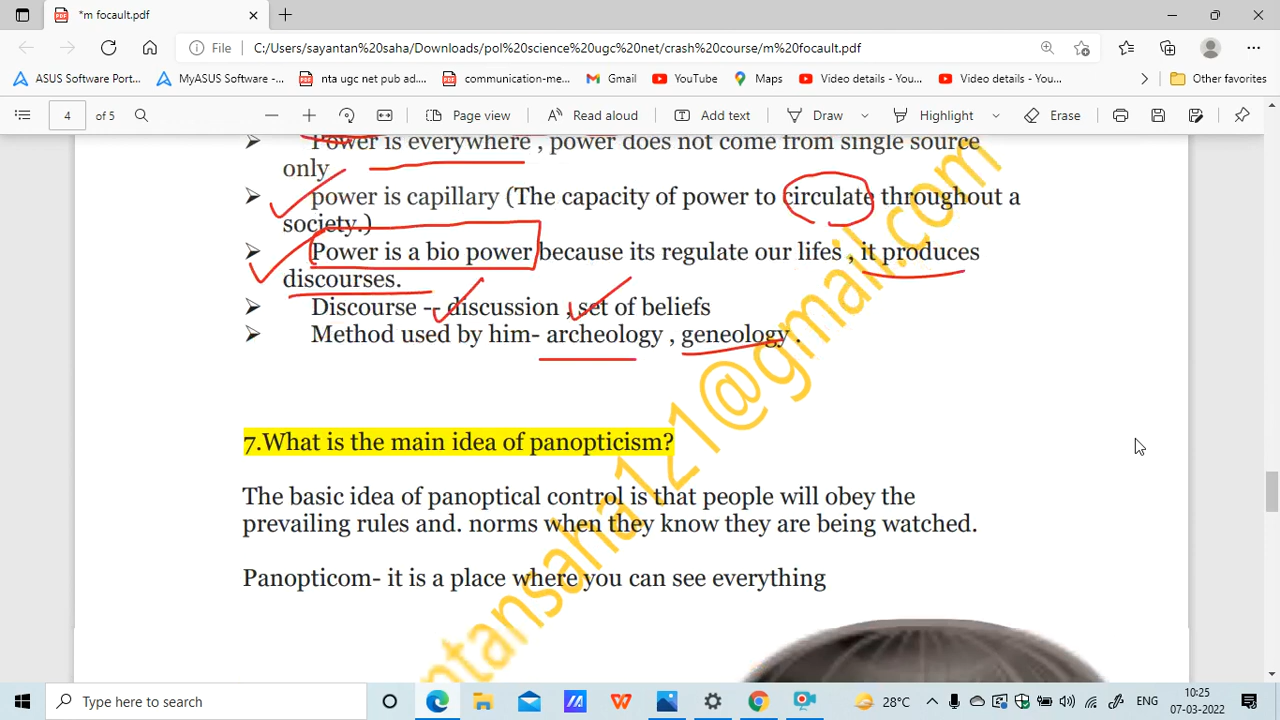 *m focault.pdf
File
C:/Users/sayantan%20saha/Downloads/pol%20science%20ugc%20net/crash%20course/m%20focault.pdf
ASUS Software Port...
MyASUS Software -...
nta ugc net pub ad...
communication-me...
Gmail
YouTube
Maps
Video details - You...
Video details - You...
Other favorites
4 of 5
Page view
Read aloud
Add text
Draw
Highlight
Erase
Power is everywhere , power does not come from single source
only
power is capillary (The capacity of power to circulate throughout a
society.)
Power is a bio power because its regulate our lifes , it produces
discourses.
Discourse -- discussion , set of beliefs
Method used by him- archeology , geneology .
7.What is the main idea of panopticism?
The basic idea of panoptical control is that people will obey the
prevailing rules and. norms when they know they are being watched.
Panopticom- it is a place where you can see everything
ntansaha121@gmail.com
Type here to search
28°C
ENG
10:25
07-03-2022